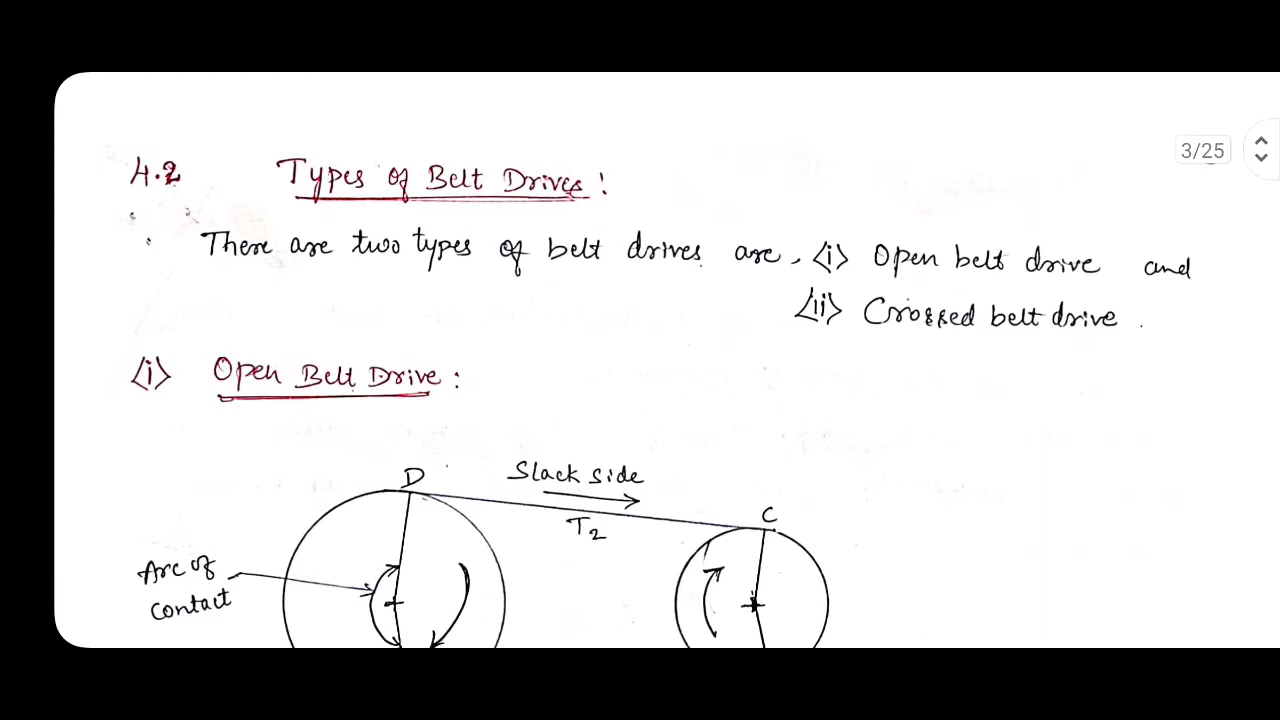 3/25
4.2 Types of Belt Drives:
There are two types of belt drives are, <i> Open belt drive and
<ii> Crossed belt drive.
<i> Open Belt Drive:
D
Slack side
T2
C
Arc of
contact